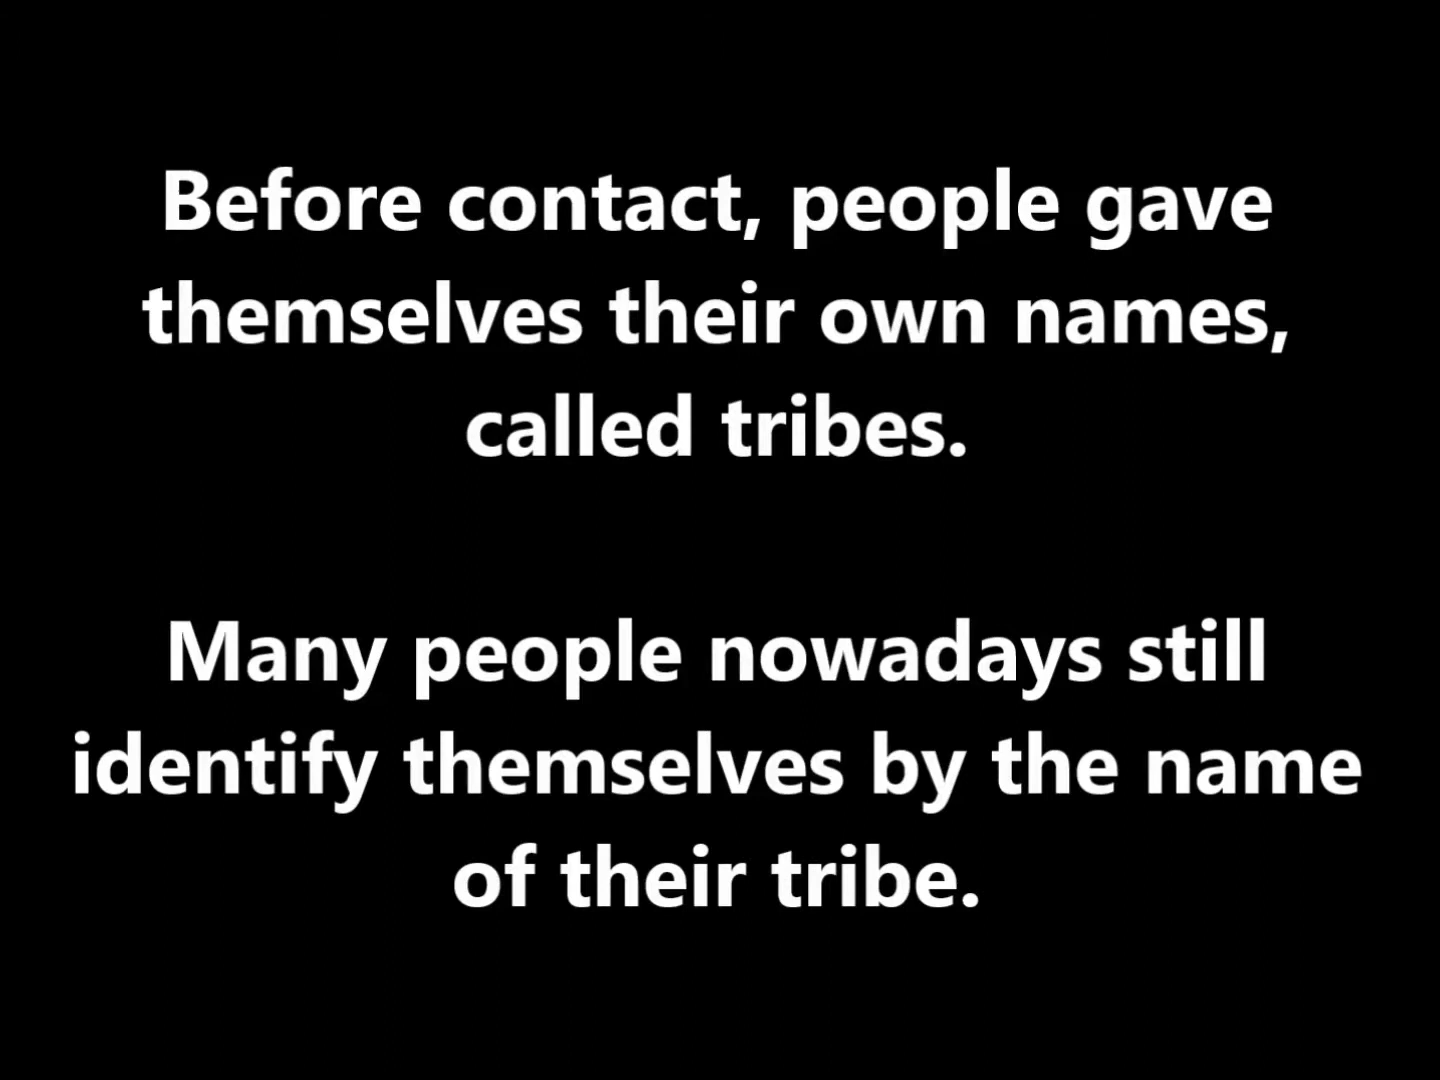 Before contact, people gave
themselves their own names,
called tribes.
Many people nowadays still
identify themselves by the name
of their tribe.